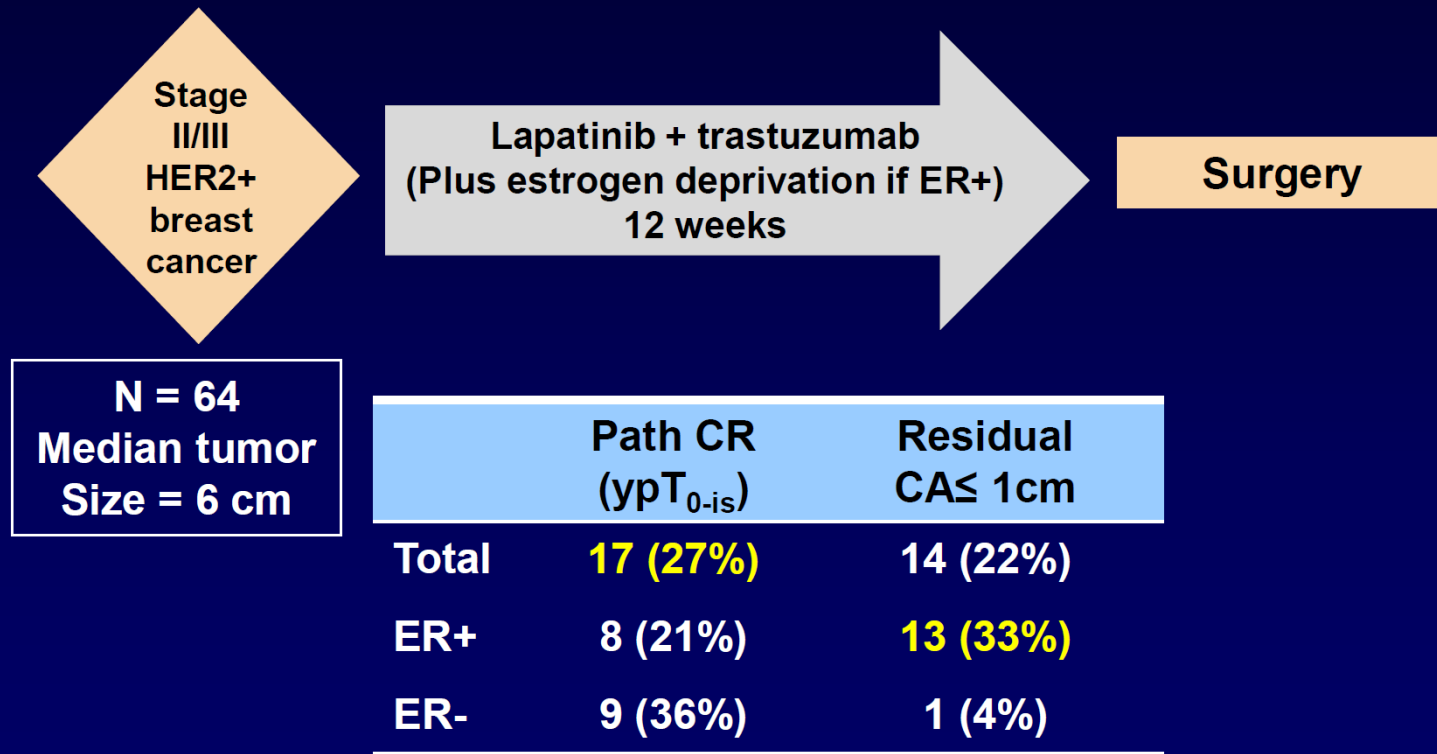 Stage
II/III
HER2+
breast
cancer
Lapatinib + trastuzumab
(Plus estrogen deprivation if ER+)
12 weeks
Surgery
N = 64
Median tumor
Size = 6 cm
Path CR
(ypT0-is)
Residual
CA≤ 1cm
Total 17 (27%) 14 (22%)
ER+ 8 (21%) 13 (33%)
ER- 9 (36%) 1 (4%)